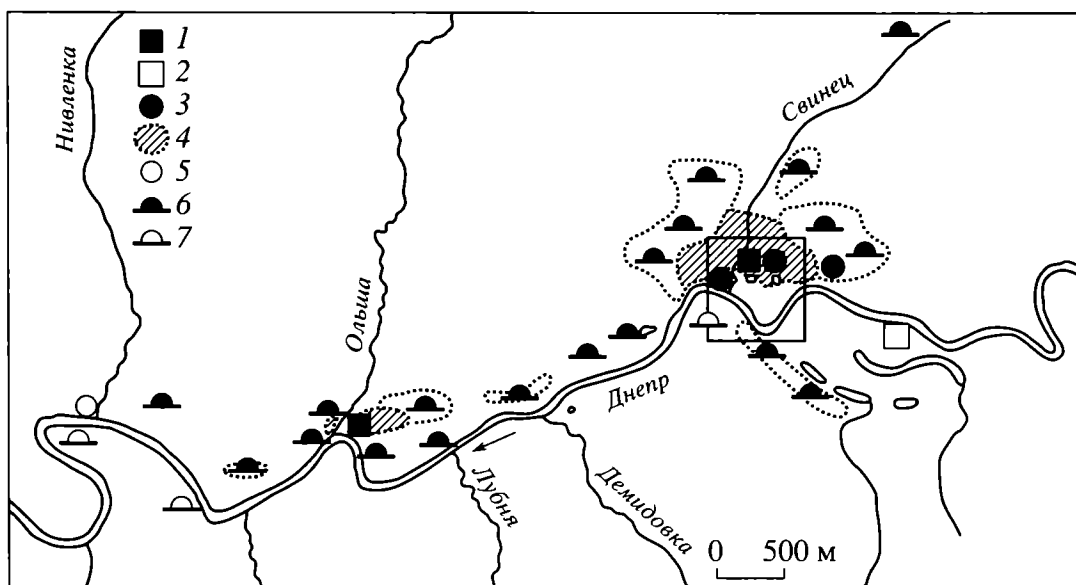 1
2
3
4
5
6
7
Нивленка
Ольша
Свинец
Днепр
Лубня
Демидовка
0 500 м